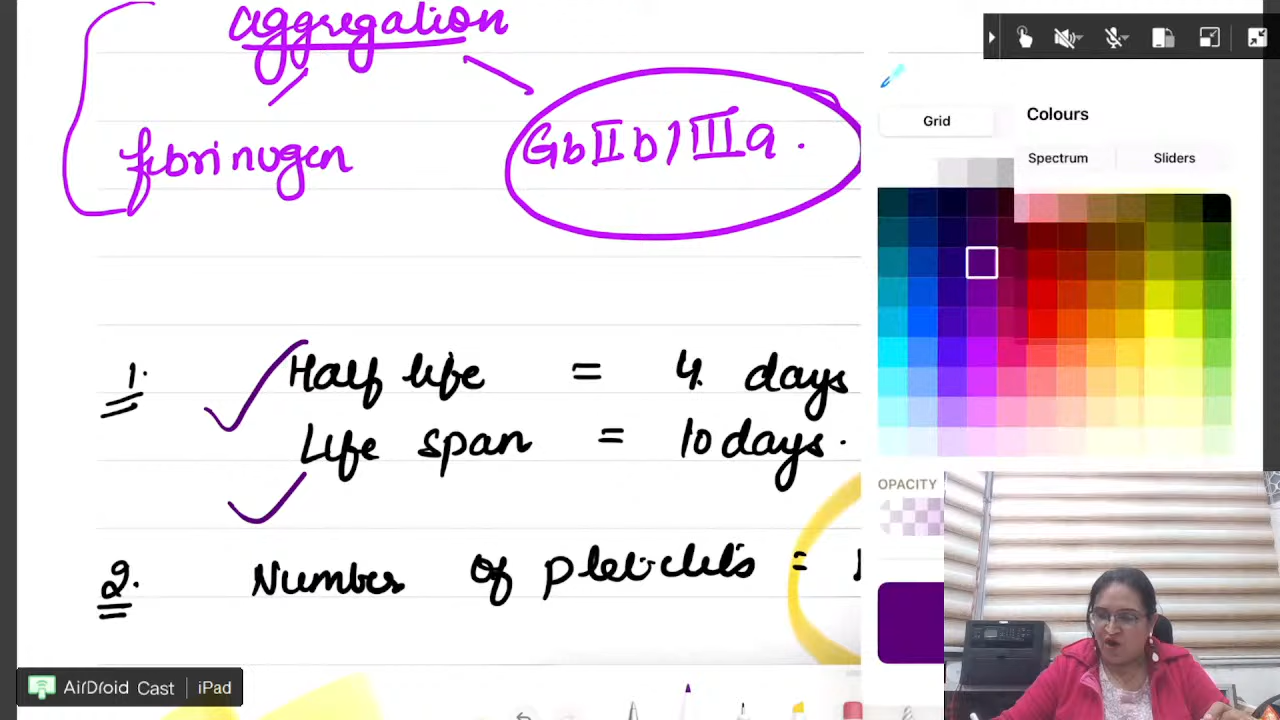 aggregation
fibrinogen
GbIIb/IIIa.
1. Half life = 4 days
Life span = 10 days.
2. Number of pletelets =
Grid
Colours
Spectrum
Sliders
OPACITY
AirDroid Cast | iPad